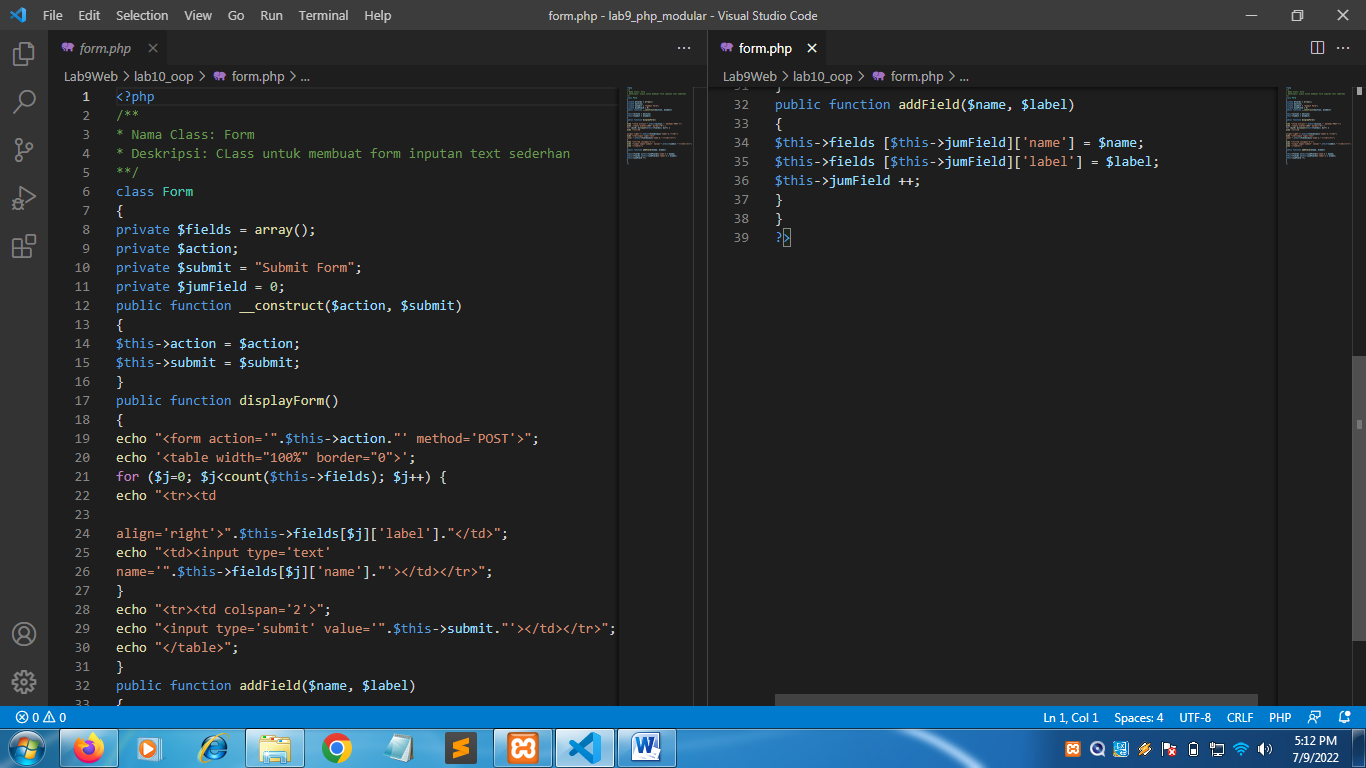 File Edit Selection View Go Run Terminal Help
form.php - lab9_php_modular - Visual Studio Code
form.php
Lab9Web > lab10_oop > form.php > ...
1 <?php
2 /**
3 * Nama Class: Form
4 * Deskripsi: CLass untuk membuat form inputan text sederhan
5 **/
6 class Form
7 {
8 private $fields = array();
9 private $action;
10 private $submit = "Submit Form";
11 private $jumField = 0;
12 public function __construct($action, $submit)
13 {
14 $this->action = $action;
15 $this->submit = $submit;
16 }
17 public function displayForm()
18 {
19 echo "<form action='".$this->action."' method='POST'>";
20 echo '<table width="100%" border="0">';
21 for ($j=0; $j<count($this->fields); $j++) {
22 echo "<tr><td
23
24 align='right'>".$this->fields[$j]['label']."</td>";
25 echo "<td><input type='text'
26 name='".$this->fields[$j]['name']."'></td></tr>";
27 }
28 echo "<tr><td colspan='2'>";
29 echo "<input type='submit' value='".$this->submit."'></td></tr>";
30 echo "</table>";
31 }
32 public function addField($name, $label)
33 {
form.php
Lab9Web > lab10_oop > form.php > ...
31 }
32 public function addField($name, $label)
33 {
34 $this->fields [$this->jumField]['name'] = $name;
35 $this->fields [$this->jumField]['label'] = $label;
36 $this->jumField ++;
37 }
38 }
39 ?>
0 0
Ln 1, Col 1 Spaces: 4 UTF-8 CRLF PHP
5:12 PM
7/9/2022